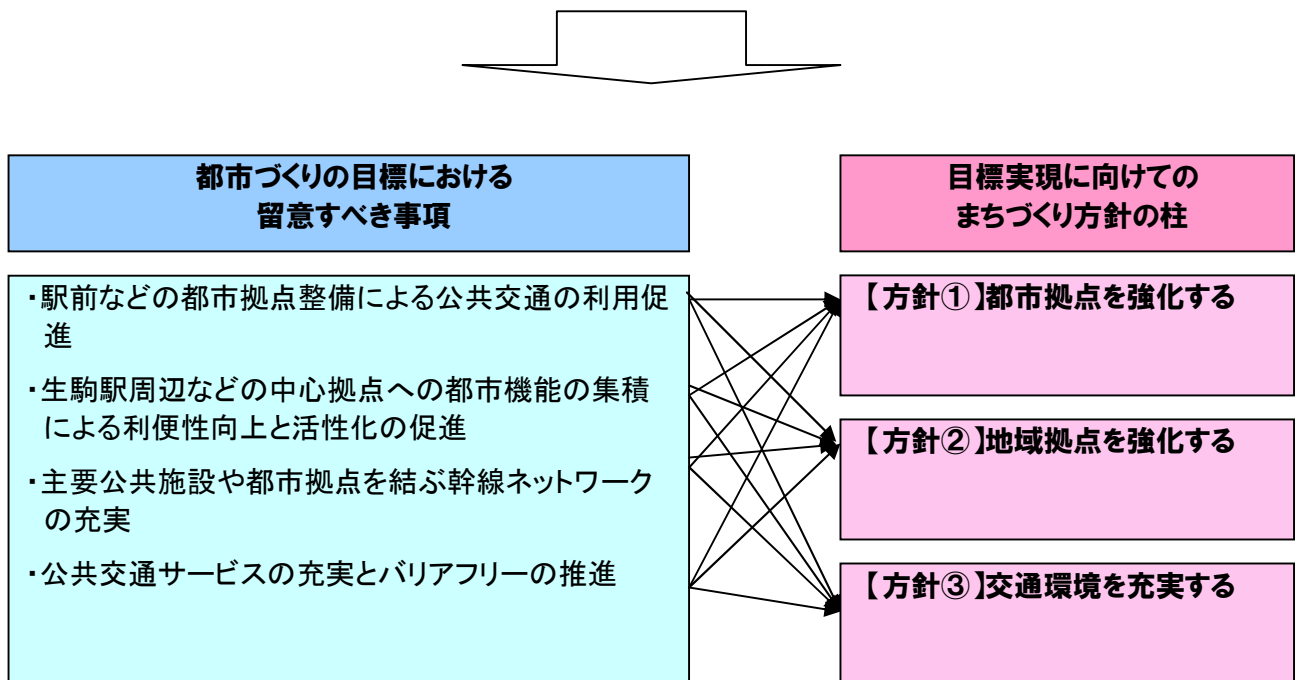 都市づくりの目標における
留意すべき事項
目標実現に向けての
まちづくり方針の柱
・駅前などの都市拠点整備による公共交通の利用促
進
・生駒駅周辺などの中心拠点への都市機能の集積
による利便性向上と活性化の促進
・主要公共施設や都市拠点を結ぶ幹線ネットワーク
の充実
・公共交通サービスの充実とバリアフリーの推進
【方針①】都市拠点を強化する
【方針②】地域拠点を強化する
【方針③】交通環境を充実する